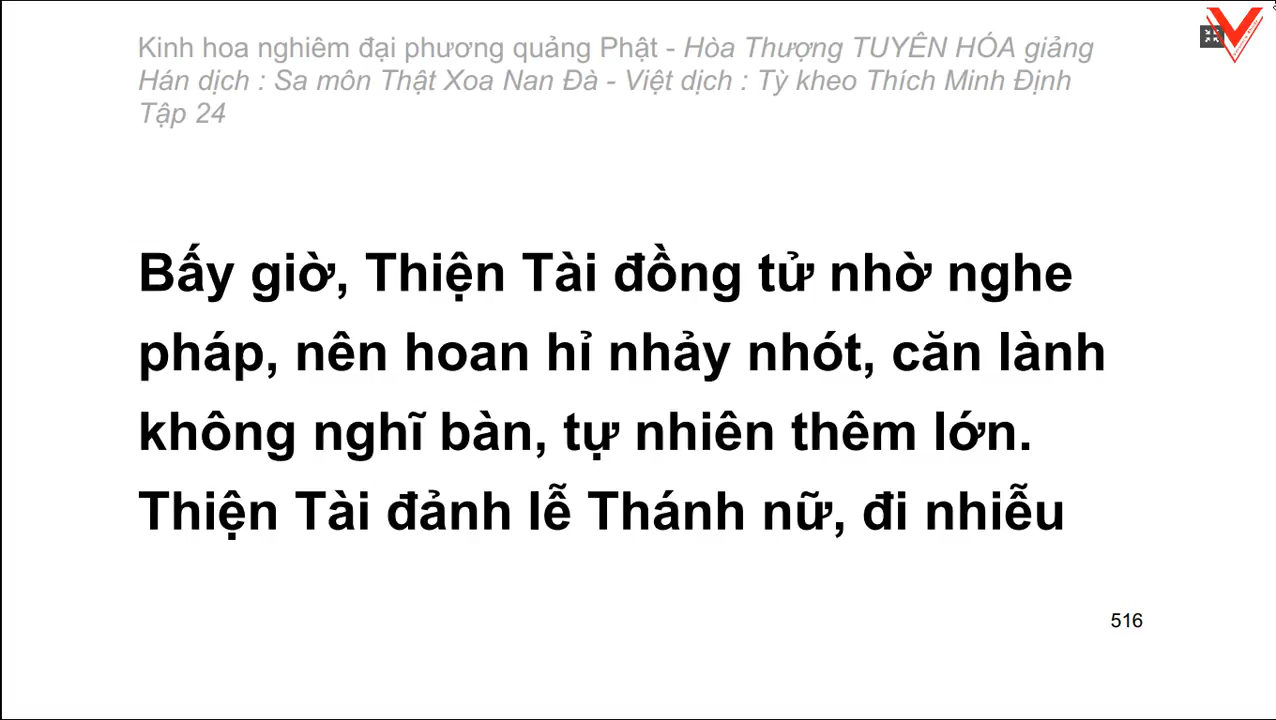 Kinh hoa nghiêm đại phương quảng Phật - Hòa Thượng TUYÊN HÓA giảng
Hán dịch : Sa môn Thật Xoa Nan Đà - Việt dịch : Tỳ kheo Thích Minh Định
Tập 24
Bấy giờ, Thiện Tài đồng tử nhờ nghe
pháp, nên hoan hỉ nhảy nhót, căn lành
không nghĩ bàn, tự nhiên thêm lớn.
Thiện Tài đảnh lễ Thánh nữ, đi nhiễu
516